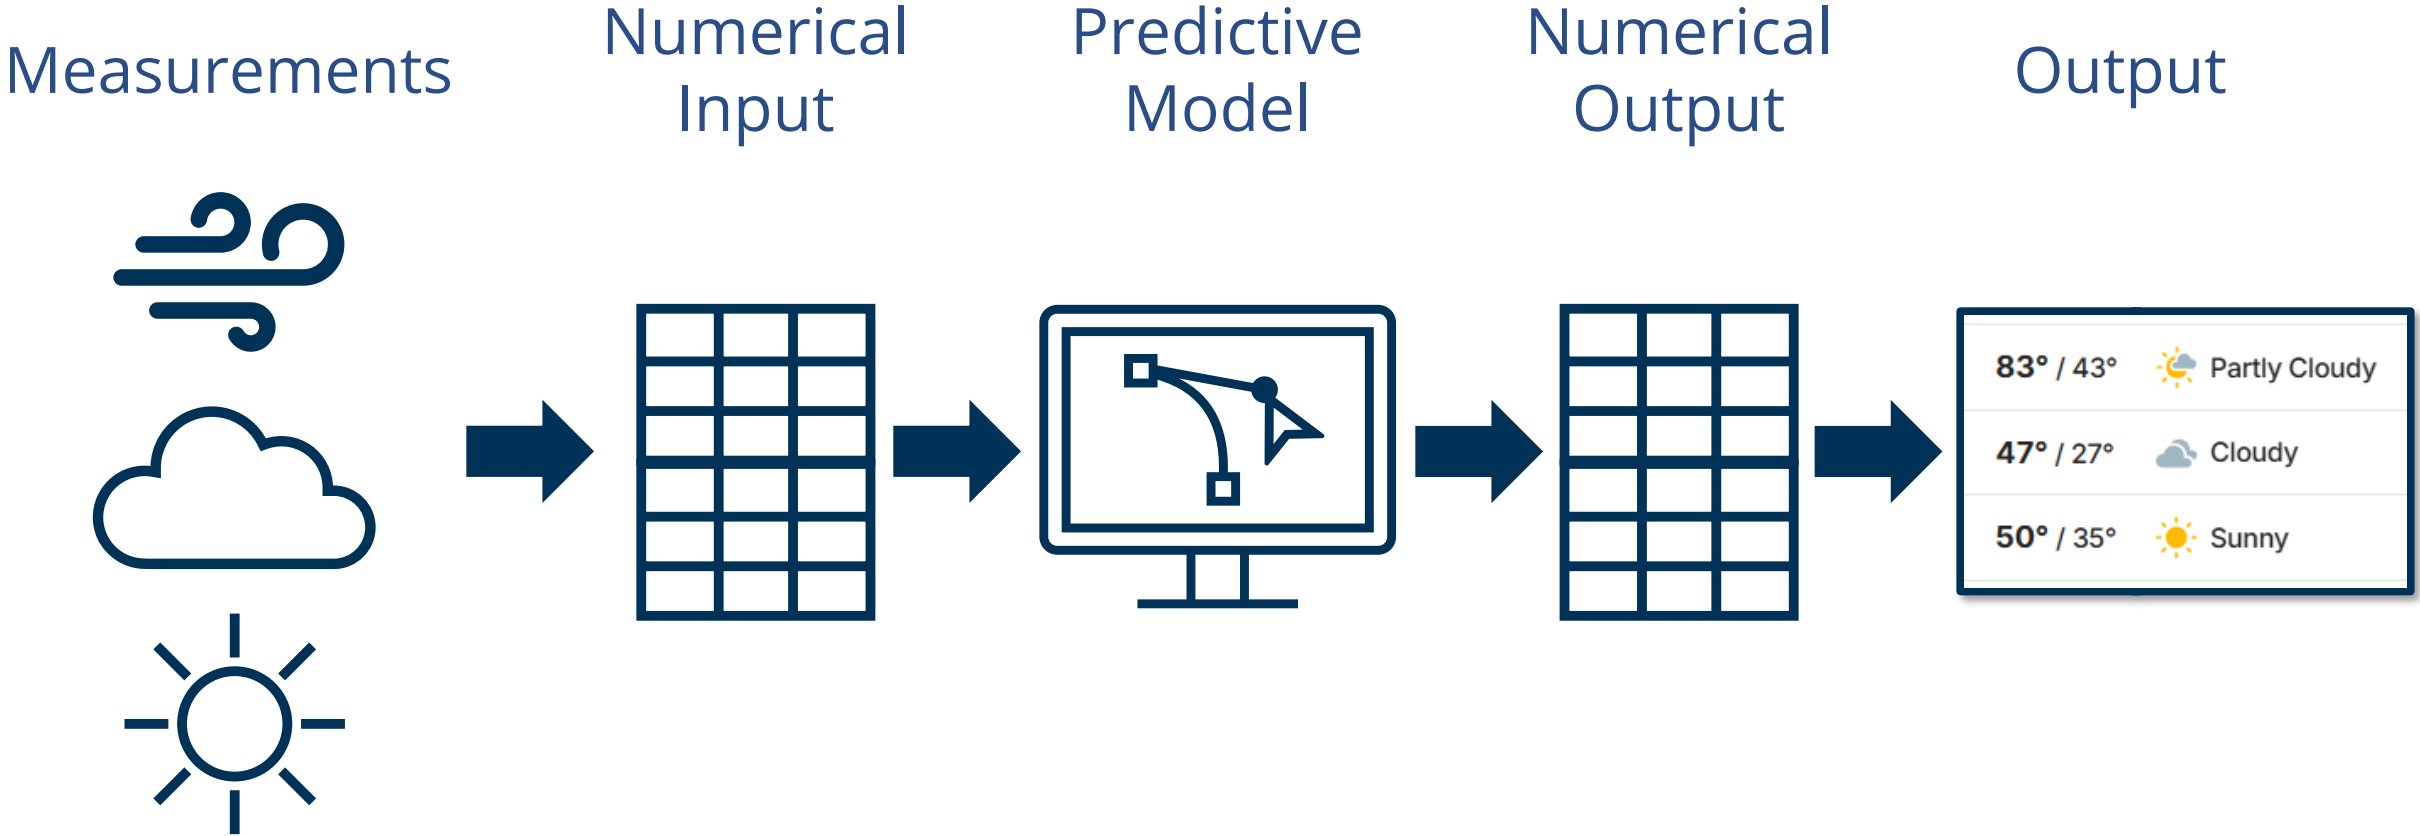 Measurements
Numerical
Input
Predictive
Model
Numerical
Output
Output
83° / 43° Partly Cloudy
47° / 27° Cloudy
50° / 35° Sunny